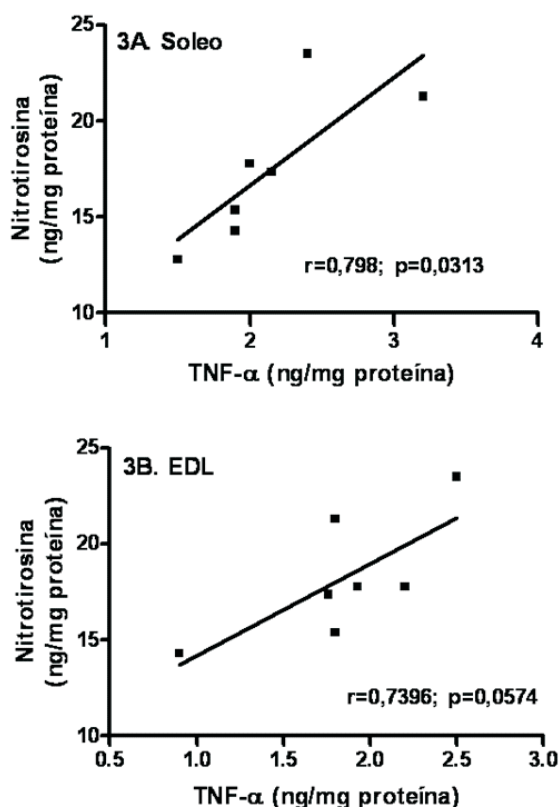 3A. Soleo
Nitrotirosina
(ng/mg proteína)
25
20
15
10
r=0,798; p=0,0313
1
2
3
4
TNF-α (ng/mg proteína)
3B. EDL
Nitrotirosina
(ng/mg proteína)
25
20
15
10
r=0,7396; p=0,0574
0.5
1.0
1.5
2.0
2.5
3.0
TNF-α (ng/mg proteína)